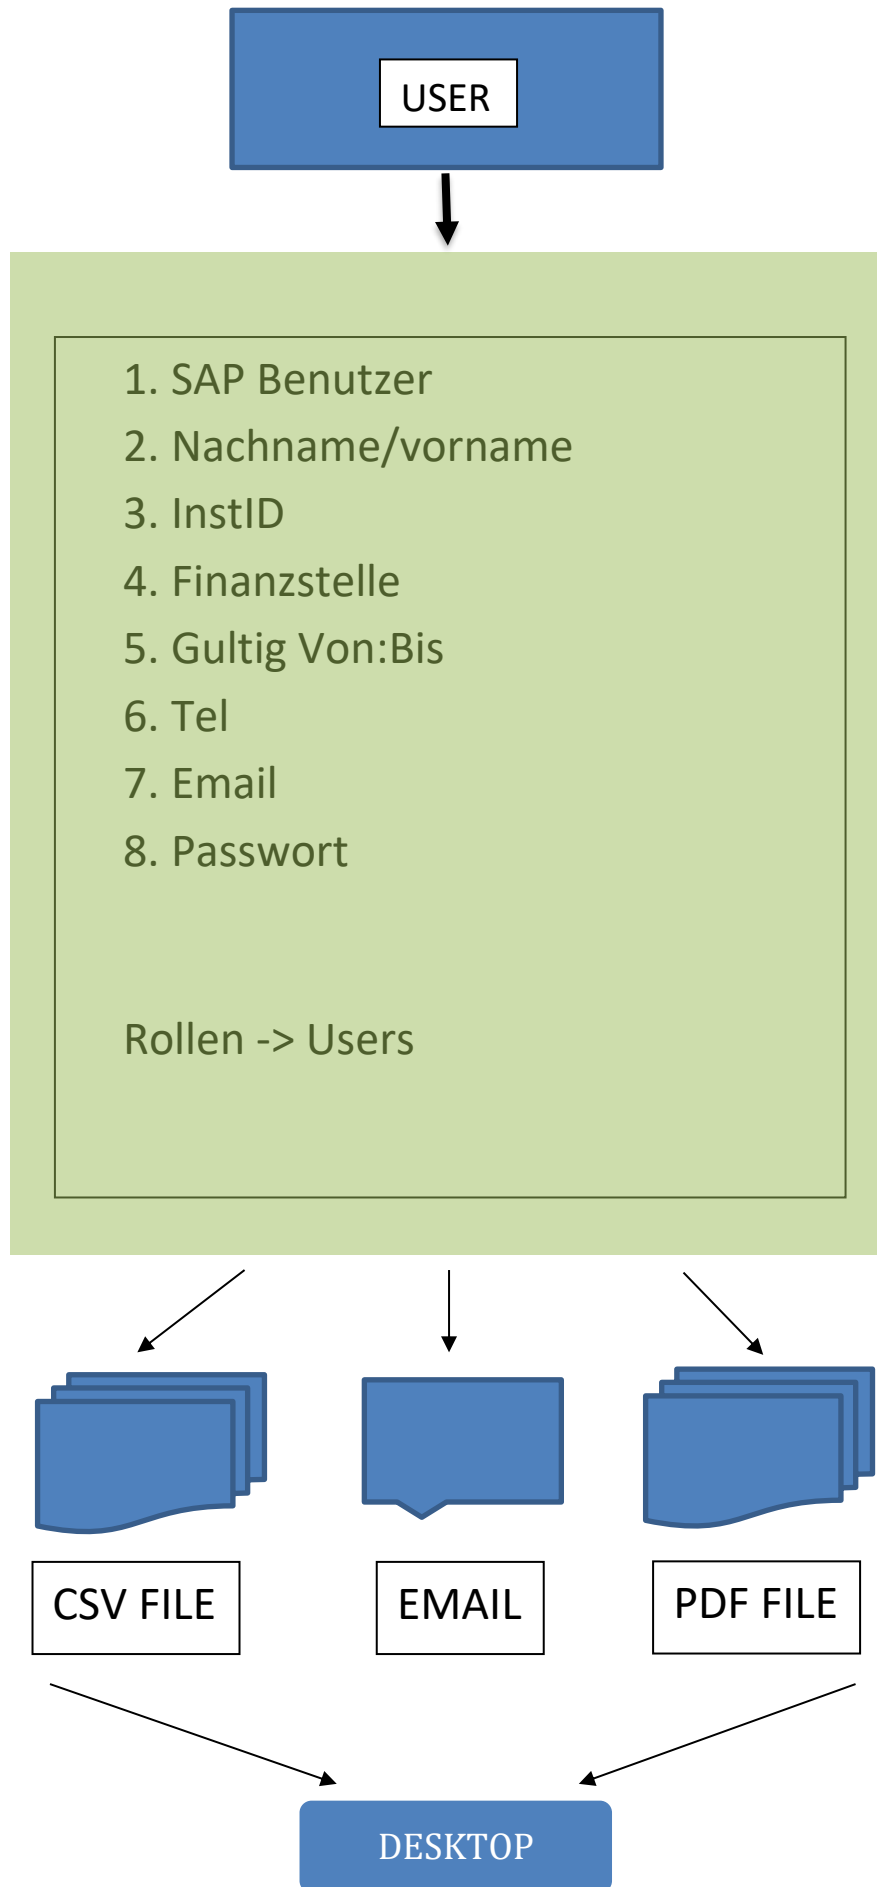 USER
1. SAP Benutzer
2. Nachname/vorname
3. InstID
4. Finanzstelle
5. Gultig Von:Bis
6. Tel
7. Email
8. Passwort
Rollen -> Users
CSV FILE
EMAIL
PDF FILE
DESKTOP